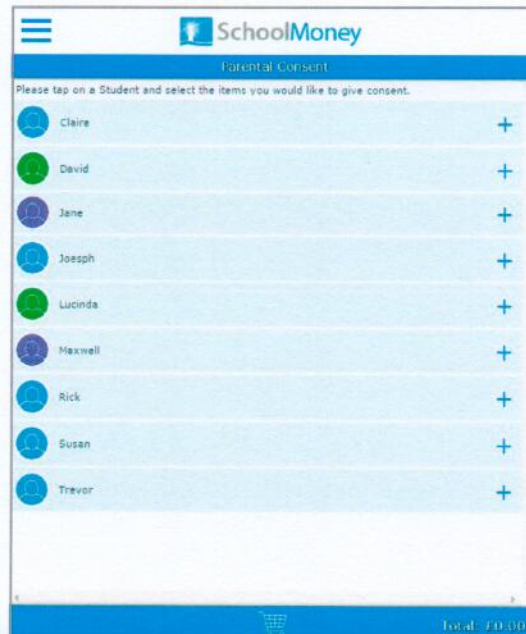 SchoolMoney
Parental Consent
Please tap on a Student and select the items you would like to give consent.
Claire
David
Jane
Joesph
Lucinda
Maxwell
Rick
Susan
Trevor
Total: £0.00